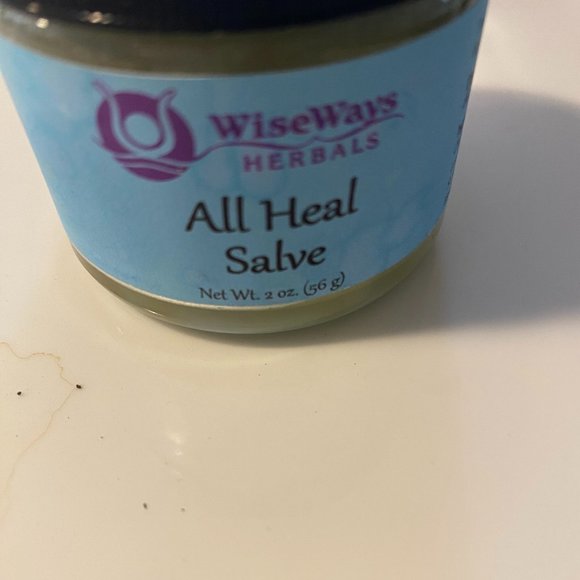 WiseWays
HERBALS
All Heal
Salve
Net Wt. 2 oz. (56 g)